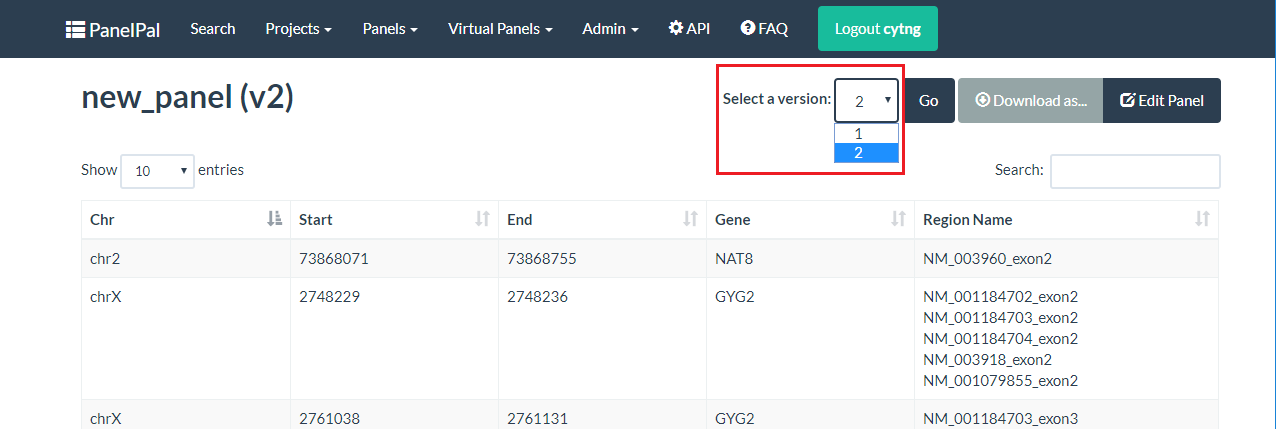 PanelPal Search Projects Panels Virtual Panels Admin API FAQ Logout cytng
new_panel (v2) Select a version: 2 Go Download as... Edit Panel
1
2
Show 10 entries Search:
Chr Start End Gene Region Name
chr2 73868071 73868755 NAT8 NM_003960_exon2
chrX 2748229 2748236 GYG2 NM_001184702_exon2
NM_001184703_exon2
NM_001184704_exon2
NM_003918_exon2
NM_001079855_exon2
chrX 2761038 2761131 GYG2 NM_001184703_exon3